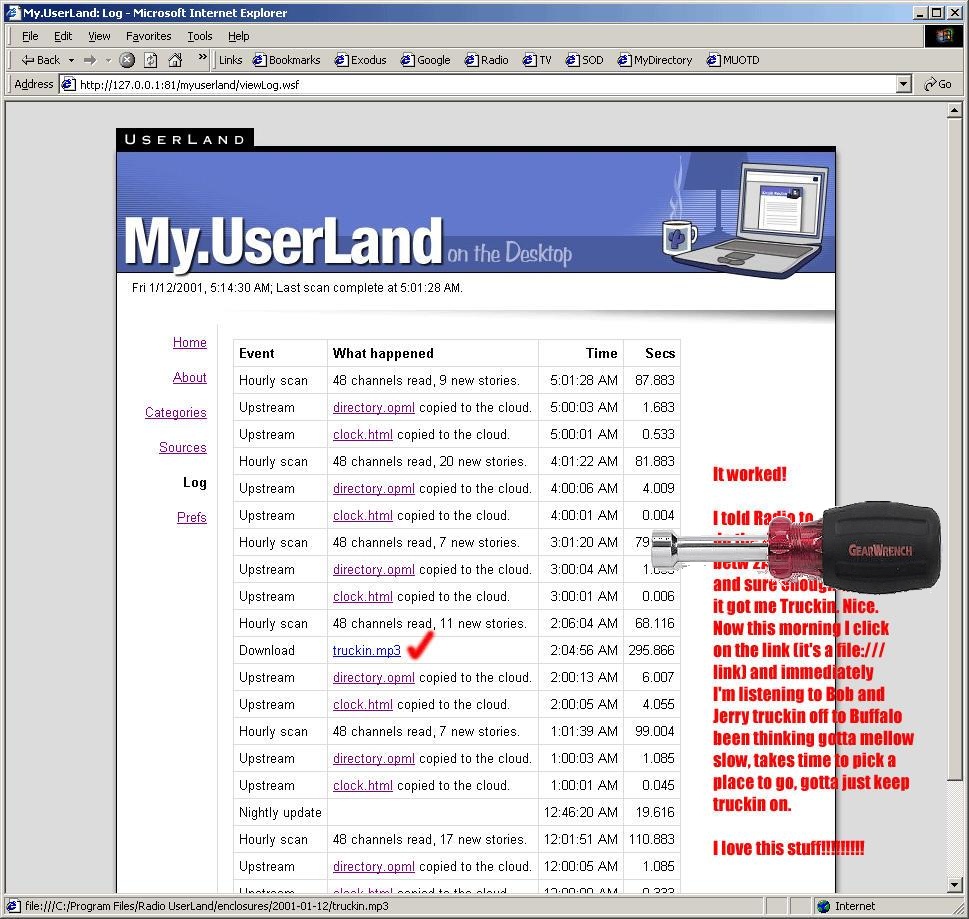 My.UserLand: Log - Microsoft Internet Explorer
File Edit View Favorites Tools Help
Back » Links Bookmarks Exodus Google Radio TV SOD MyDirectory MUOTD
Address http://127.0.0.1:81/myuserland/viewLog.wsf Go
USERLAND
My.UserLand on the Desktop
Fri 1/12/2001, 5:14:30 AM; Last scan complete at 5:01:28 AM.
Home
About
Categories
Sources
Log
Prefs
Event What happened Time Secs
Hourly scan 48 channels read, 9 new stories. 5:01:28 AM 87.883
Upstream directory.opml copied to the cloud. 5:00:03 AM 1.683
Upstream clock.html copied to the cloud. 5:00:01 AM 0.533
Hourly scan 48 channels read, 20 new stories. 4:01:22 AM 81.883
Upstream directory.opml copied to the cloud. 4:00:06 AM 4.009
Upstream clock.html copied to the cloud. 4:00:01 AM 0.004
Hourly scan 48 channels read, 7 new stories. 3:01:20 AM
Upstream directory.opml copied to the cloud. 3:00:04 AM
Upstream clock.html copied to the cloud. 3:00:01 AM 0.006
Hourly scan 48 channels read, 11 new stories. 2:06:04 AM 68.116
Download truckin.mp3 2:04:56 AM 295.866
Upstream directory.opml copied to the cloud. 2:00:13 AM 6.007
Upstream clock.html copied to the cloud. 2:00:05 AM 4.055
Hourly scan 48 channels read, 7 new stories. 1:01:39 AM 99.004
Upstream directory.opml copied to the cloud. 1:00:03 AM 1.085
Upstream clock.html copied to the cloud. 1:00:01 AM 0.045
Nightly update 12:46:20 AM 19.616
Hourly scan 48 channels read, 17 new stories. 12:01:51 AM 110.883
Upstream directory.opml copied to the cloud. 12:00:05 AM 1.085
Upstream clock.html copied to the cloud.
It worked!
I told Radio to
and sure
it got me Truckin. Nice.
Now this morning I click
on the link (it's a file:///
link) and immediately
I'm listening to Bob and
Jerry truckin off to Buffalo
been thinking gotta mellow
slow, takes time to pick a
place to go, gotta just keep
truckin on.
I love this stuff!!!!!!!!!
GEARWRENCH
file:///C:/Program Files/Radio UserLand/enclosures/2001-01-12/truckin.mp3 Internet